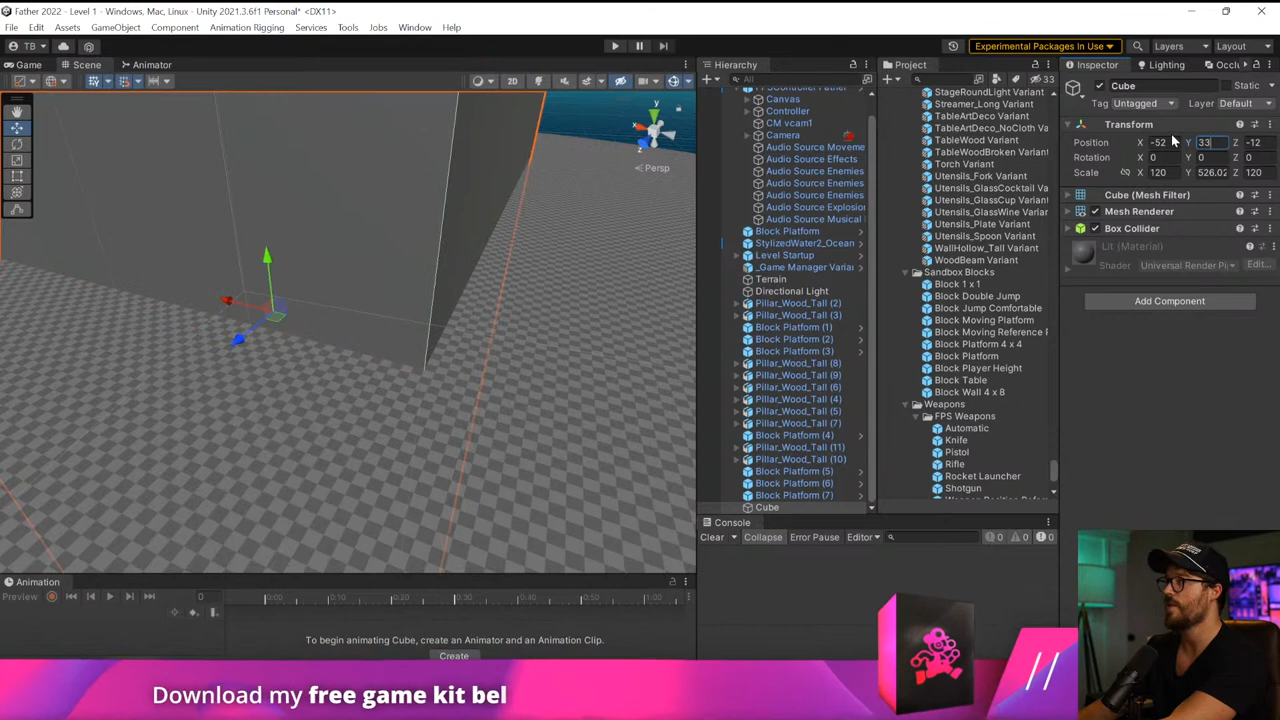 Father 2022 - Level 1 - Windows, Mac, Linux - Unity 2021.3.6f1 Personal* <DX11>
File Edit Assets GameObject Component Animation Rigging Services Tools Jobs Window Help
TB Experimental Packages In Use Layers Layout
Game Scene Animator
2D
y
z
Persp
Hierarchy
All
Canvas
Controller
CM vcam1
Camera
Audio Source Moveme
Audio Source Effects
Audio Source Enemies
Audio Source Enemies
Audio Source Enemies
Audio Source Explosio
Audio Source Musical
Block Platform
StylizedWater2_Ocean
Level Startup
_Game Manager Varian
Terrain
Directional Light
Pillar_Wood_Tall (2)
Pillar_Wood_Tall (3)
Block Platform (1)
Block Platform (2)
Block Platform (3)
Pillar_Wood_Tall (8)
Pillar_Wood_Tall (9)
Pillar_Wood_Tall (6)
Pillar_Wood_Tall (4)
Pillar_Wood_Tall (5)
Pillar_Wood_Tall (7)
Block Platform (4)
Pillar_Wood_Tall (11)
Pillar_Wood_Tall (10)
Block Platform (5)
Block Platform (6)
Block Platform (7)
Cube
Project
33
StageRoundLight Variant
Streamer_Long Variant
TableArtDeco Variant
TableArtDeco_NoCloth Va
TableWood Variant
TableWoodBroken Variant
Torch Variant
Utensils_Fork Variant
Utensils_GlassCocktail V
Utensils_GlassCup Varian
Utensils_GlassWine Varia
Utensils_Plate Variant
Utensils_Spoon Variant
WallHollow_Tall Variant
WoodBeam Variant
Sandbox Blocks
Block 1 x 1
Block Double Jump
Block Jump Comfortable
Block Moving Platform
Block Moving Reference P
Block Platform 4 x 4
Block Platform
Block Player Height
Block Table
Block Wall 4 x 8
Weapons
FPS Weapons
Automatic
Knife
Pistol
Rifle
Rocket Launcher
Shotgun
Inspector Lighting Occlu
Cube Static
Tag Untagged Layer Default
Transform
Position X -52 Y 33 Z -12
Rotation X 0 Y 0 Z 0
Scale X 120 Y 526.02 Z 120
Cube (Mesh Filter)
Mesh Renderer
Box Collider
Lit (Material)
Shader Universal Render Pi Edit...
Add Component
Console
Clear Collapse Error Pause Editor 0 0 0
Animation
Preview 0 0:00 0:10 0:20 0:30 0:40 0:50 1:00
To begin animating Cube, create an Animator and an Animation Clip.
Create
Download my free game kit bel
//